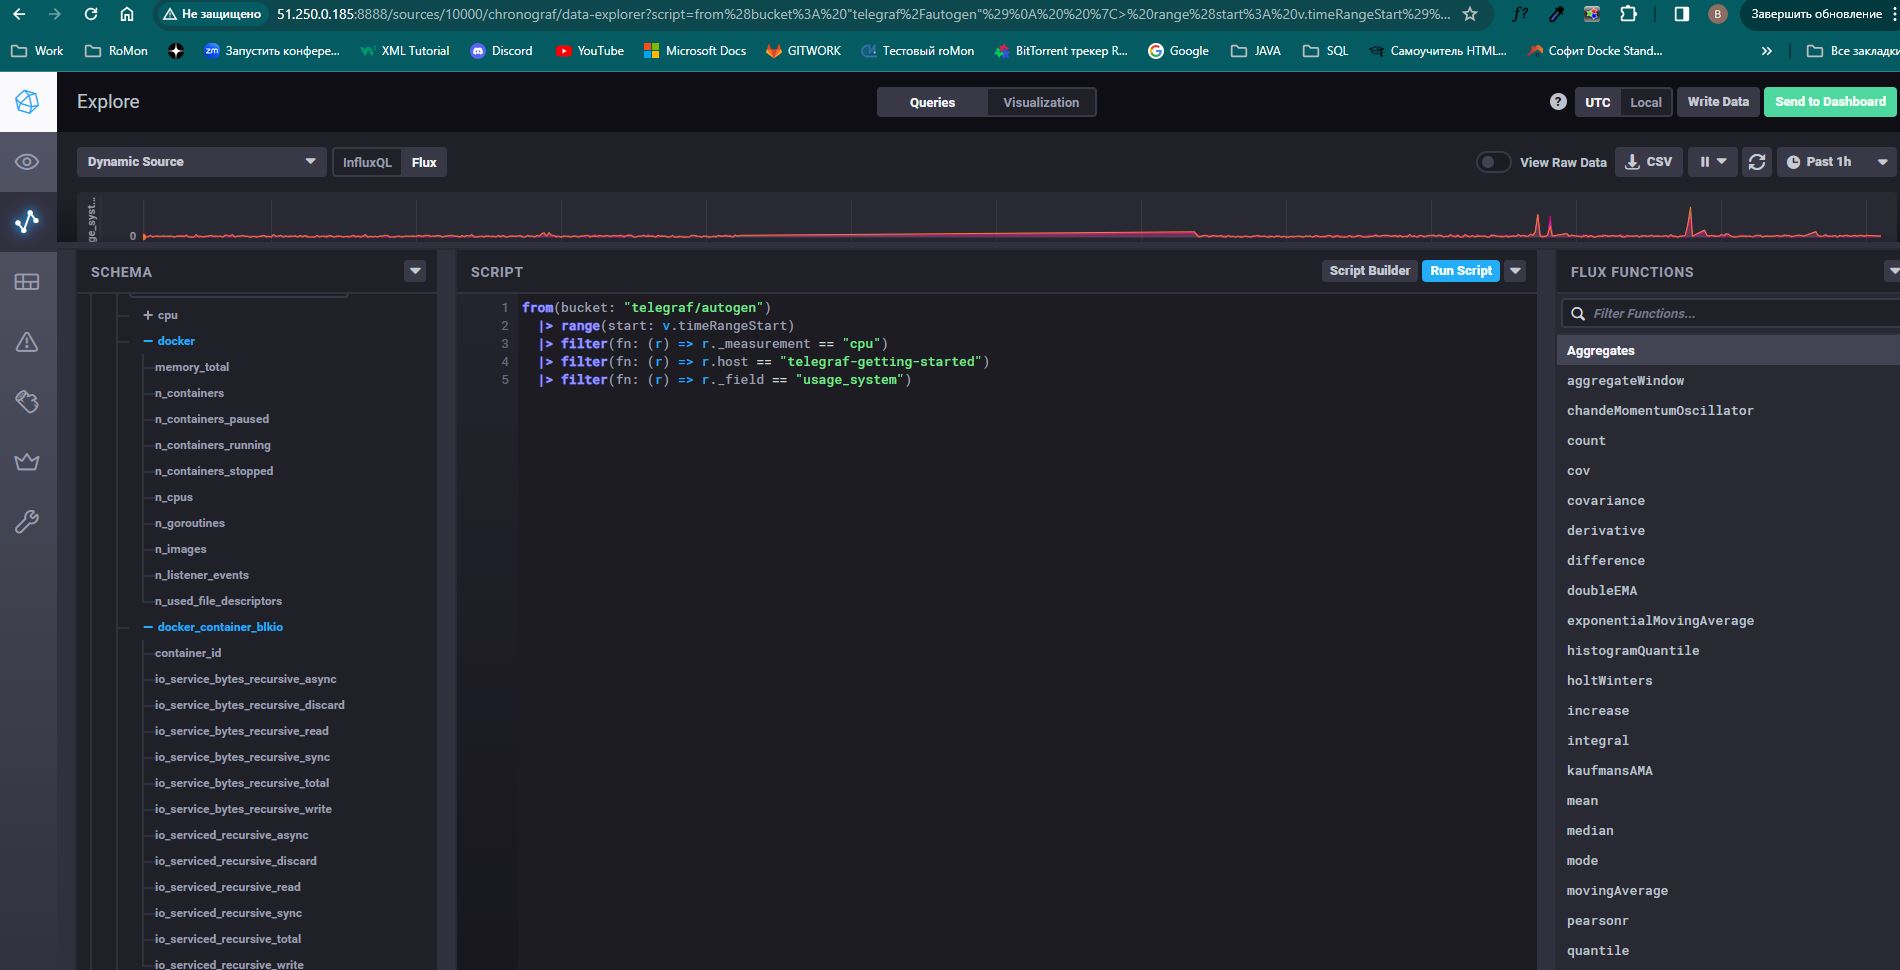 Не защищено
51.250.0.185:8888/sources/10000/chronograf/data-explorer?script=from%28bucket%3A%20"telegraf%2Fautogen"%29%0A%20%20%7C>%20range%28start%3A%20v.timeRangeStart%29%...
f?
B
Завершить обновление
Work
RoMon
zm Запустить конфере...
XML Tutorial
Discord
YouTube
Microsoft Docs
GITWORK
Тестовый roMon
BitTorrent трекер R...
Google
JAVA
SQL
Самоучитель HTML...
Софит Docke Stand...
»
Все закладки
Explore
Queries
Visualization
?
UTC
Local
Write Data
Send to Dashboard
Dynamic Source
InfluxQL
Flux
View Raw Data
CSV
Past 1h
ge_syst...
0
SCHEMA
+ cpu
– docker
memory_total
n_containers
n_containers_paused
n_containers_running
n_containers_stopped
n_cpus
n_goroutines
n_images
n_listener_events
n_used_file_descriptors
– docker_container_blkio
container_id
io_service_bytes_recursive_async
io_service_bytes_recursive_discard
io_service_bytes_recursive_read
io_service_bytes_recursive_sync
io_service_bytes_recursive_total
io_service_bytes_recursive_write
io_serviced_recursive_async
io_serviced_recursive_discard
io_serviced_recursive_read
io_serviced_recursive_sync
io_serviced_recursive_total
io_serviced_recursive_write
SCRIPT
Script Builder
Run Script
1 from(bucket: "telegraf/autogen")
2 |> range(start: v.timeRangeStart)
3 |> filter(fn: (r) => r._measurement == "cpu")
4 |> filter(fn: (r) => r.host == "telegraf-getting-started")
5 |> filter(fn: (r) => r._field == "usage_system")
FLUX FUNCTIONS
Filter Functions...
Aggregates
aggregateWindow
chandeMomentumOscillator
count
cov
covariance
derivative
difference
doubleEMA
exponentialMovingAverage
histogramQuantile
holtWinters
increase
integral
kaufmansAMA
mean
median
mode
movingAverage
pearsonr
quantile